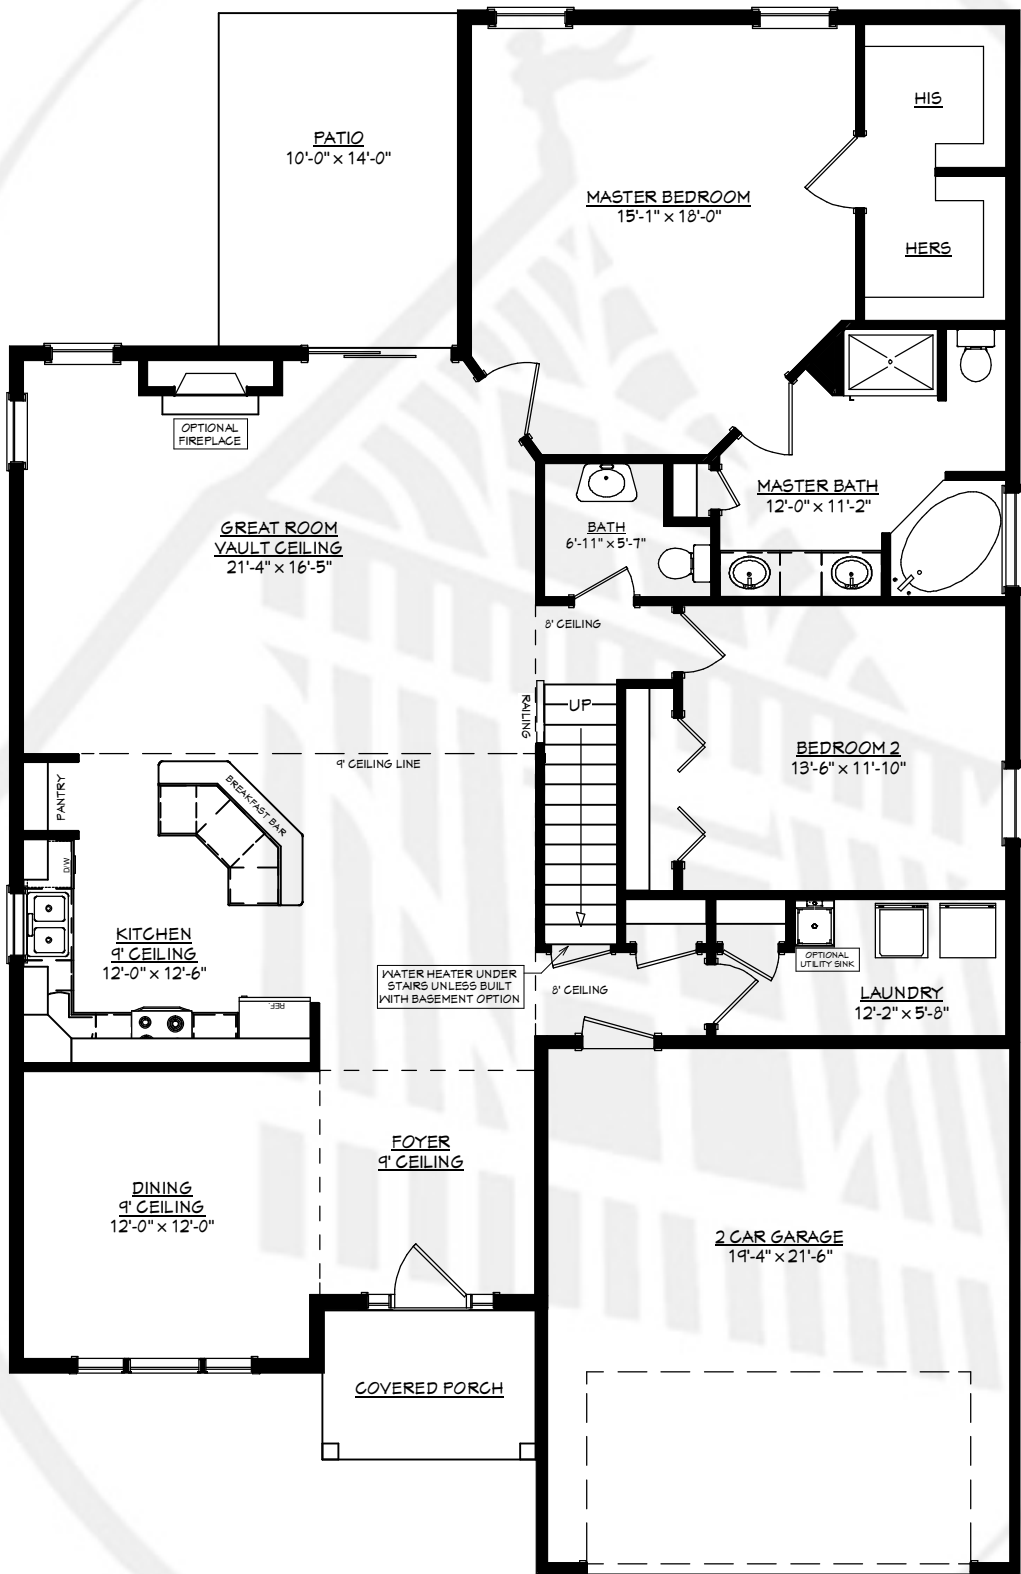 HIS
PATIO
10'-0" x 14'-0"
MASTER BEDROOM
15'-1" x 18'-0"
HERS
OPTIONAL
FIREPLACE
GREAT ROOM
VAULT CEILING
21'-4" x 16'-5"
BATH
6'-11" x 5'-7"
MASTER BATH
12'-0" x 11'-2"
8' CEILING
RAILING
UP
BEDROOM 2
13'-6" x 11'-10"
9' CEILING LINE
PANTRY
BREAKFAST BAR
D/W
KITCHEN
9' CEILING
12'-0" x 12'-6"
REF.
WATER HEATER UNDER
STAIRS UNLESS BUILT
WITH BASEMENT OPTION
8' CEILING
OPTIONAL
UTILITY SINK
LAUNDRY
12'-2" x 5'-8"
FOYER
9' CEILING
DINING
9' CEILING
12'-0" x 12'-0"
2 CAR GARAGE
19'-4" x 21'-6"
COVERED PORCH